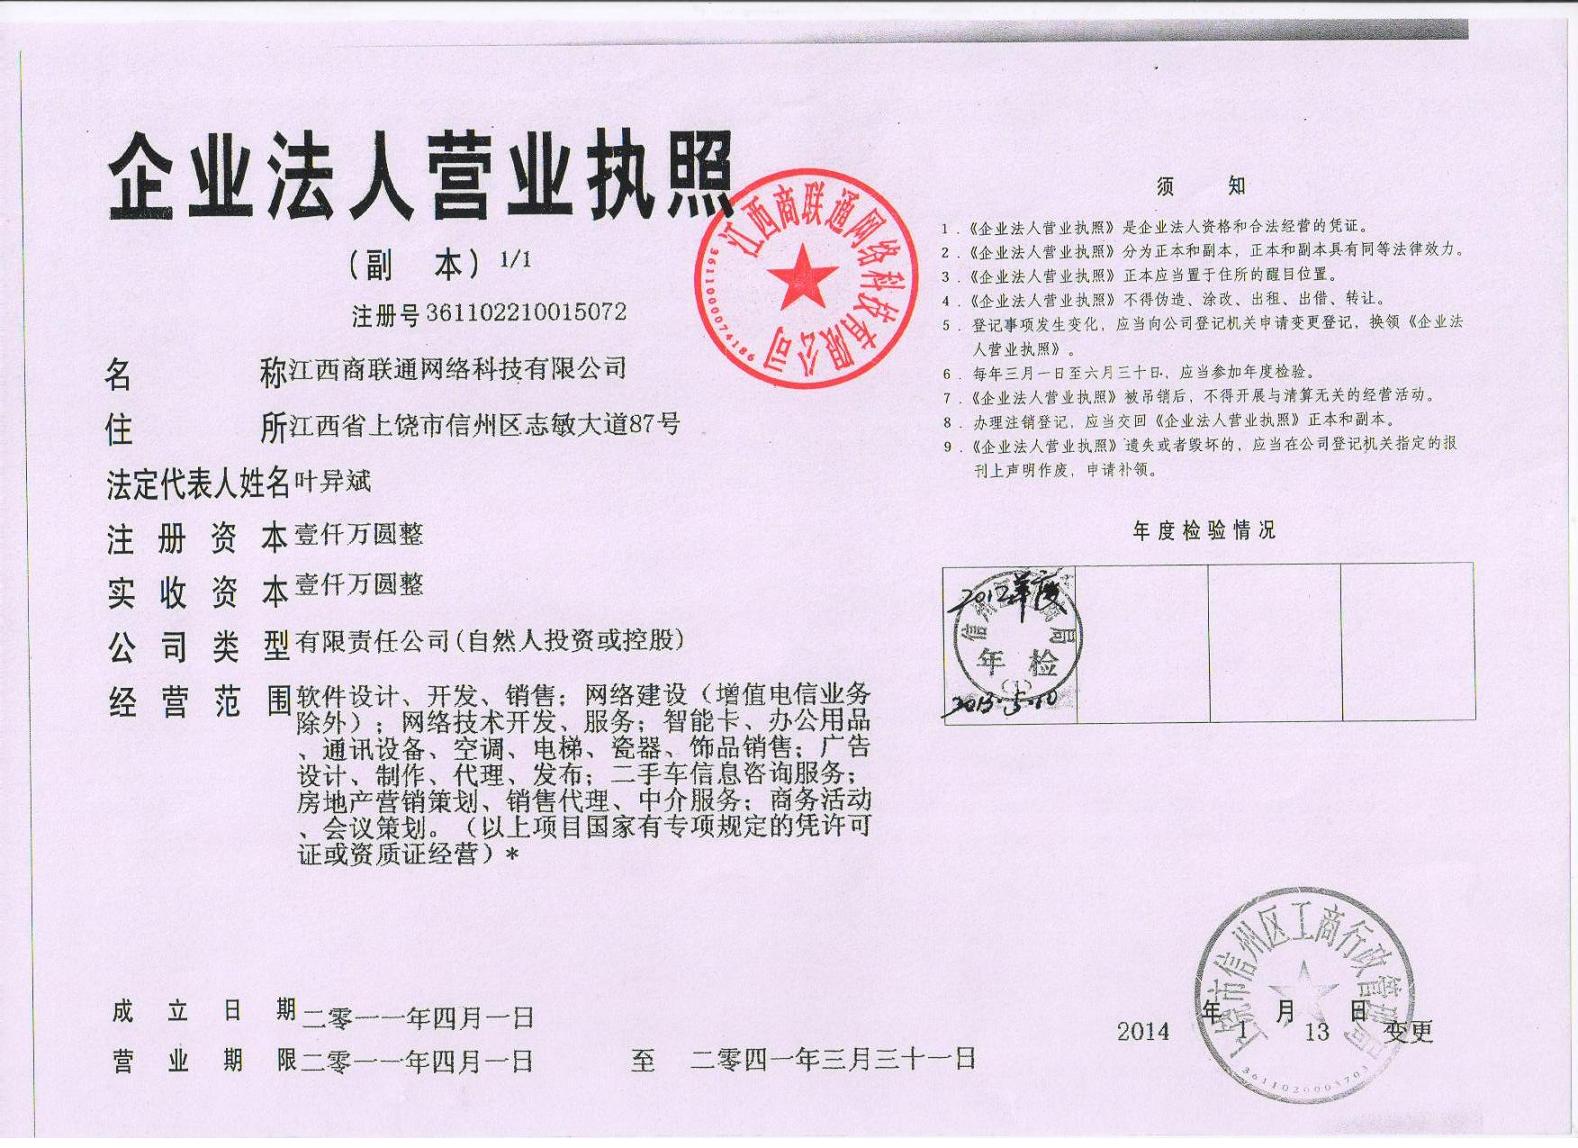 企业法人营业执照
（副 本）1/1
注册号 361102210015072
名 称 江西商联通网络科技有限公司
住 所 江西省上饶市信州区志敏大道87号
法定代表人姓名 叶异斌
注 册 资 本 壹仟万圆整
实 收 资 本 壹仟万圆整
公 司 类 型 有限责任公司(自然人投资或控股)
经 营 范 围 软件设计、开发、销售；网络建设（增值电信业务
除外）；网络技术开发、服务；智能卡、办公用品
、通讯设备、空调、电梯、瓷器、饰品销售；广告
设计、制作、代理、发布；二手车信息咨询服务；
房地产营销策划、销售代理、中介服务；商务活动
、会议策划。（以上项目国家有专项规定的凭许可
证或资质证经营）*
成 立 日 期 二零一一年四月一日
营 业 期 限 二零一一年四月一日 至 二零四一年三月三十一日
江西商联通网络科技有限公司
3611000074186
须 知
1．《企业法人营业执照》是企业法人资格和合法经营的凭证。
2．《企业法人营业执照》分为正本和副本，正本和副本具有同等法律效力。
3．《企业法人营业执照》正本应当置于住所的醒目位置。
4．《企业法人营业执照》不得伪造、涂改、出租、出借、转让。
5．登记事项发生变化，应当向公司登记机关申请变更登记，换领《企业法
人营业执照》。
6．每年三月一日至六月三十日，应当参加年度检验。
7．《企业法人营业执照》被吊销后，不得开展与清算无关的经营活动。
8．办理注销登记，应当交回《企业法人营业执照》正本和副本。
9．《企业法人营业执照》遗失或者毁坏的，应当在公司登记机关指定的报
刊上声明作废，申请补领。
年度检验情况
2012年度
年 检
(1)
2013.5.10
上饶市信州区工商行政管理局
2014 年 1 月 13 日 变更